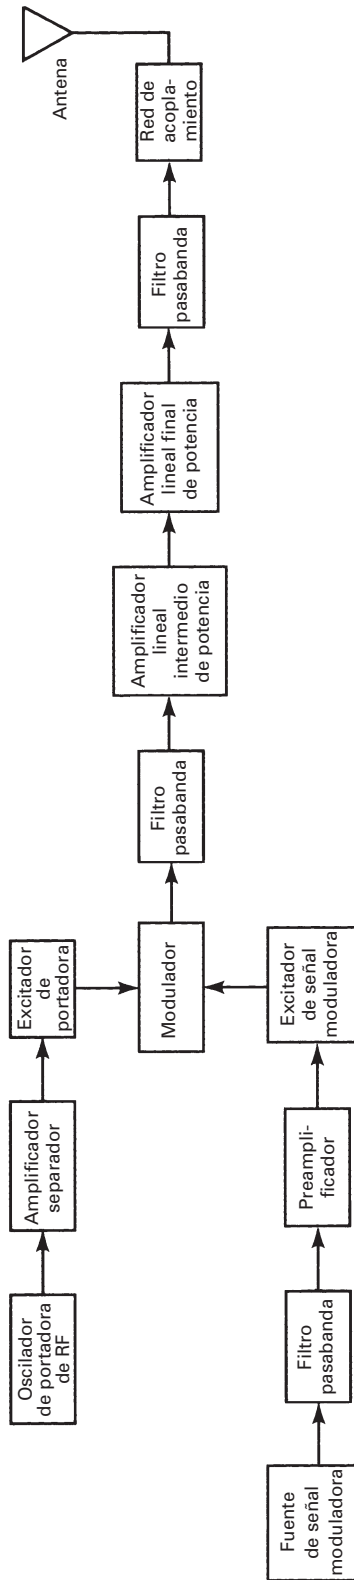 Oscilador
de portadora
de RF
Amplificador
separador
Excitador
de
portadora
Fuente
de señal
moduladora
Filtro
pasabanda
Preampli-
ficador
Excitador
de señal
moduladora
Modulador
Filtro
pasabanda
Amplificador
lineal
intermedio
de potencia
Amplificador
lineal final
de potencia
Filtro
pasabanda
Red de
acopla-
miento
Antena